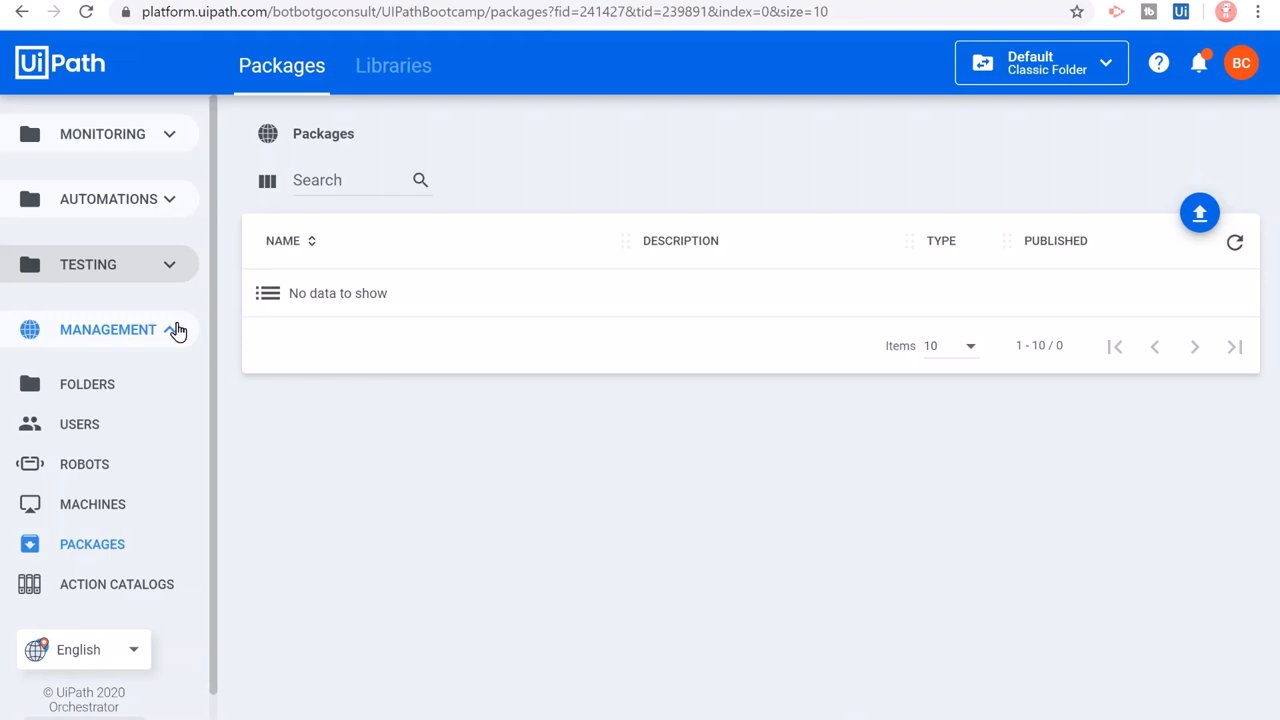 platform.uipath.com/botbotgoconsult/UIPathBootcamp/packages?fid=241427&tid=239891&index=0&size=10
tb
Ui
UiPath
Packages
Libraries
Default
Classic Folder
?
BC
MONITORING
AUTOMATIONS
TESTING
MANAGEMENT
FOLDERS
USERS
ROBOTS
MACHINES
PACKAGES
ACTION CATALOGS
English
© UiPath 2020
Orchestrator
Packages
Search
NAME
DESCRIPTION
TYPE
PUBLISHED
No data to show
Items 10
1 - 10 / 0